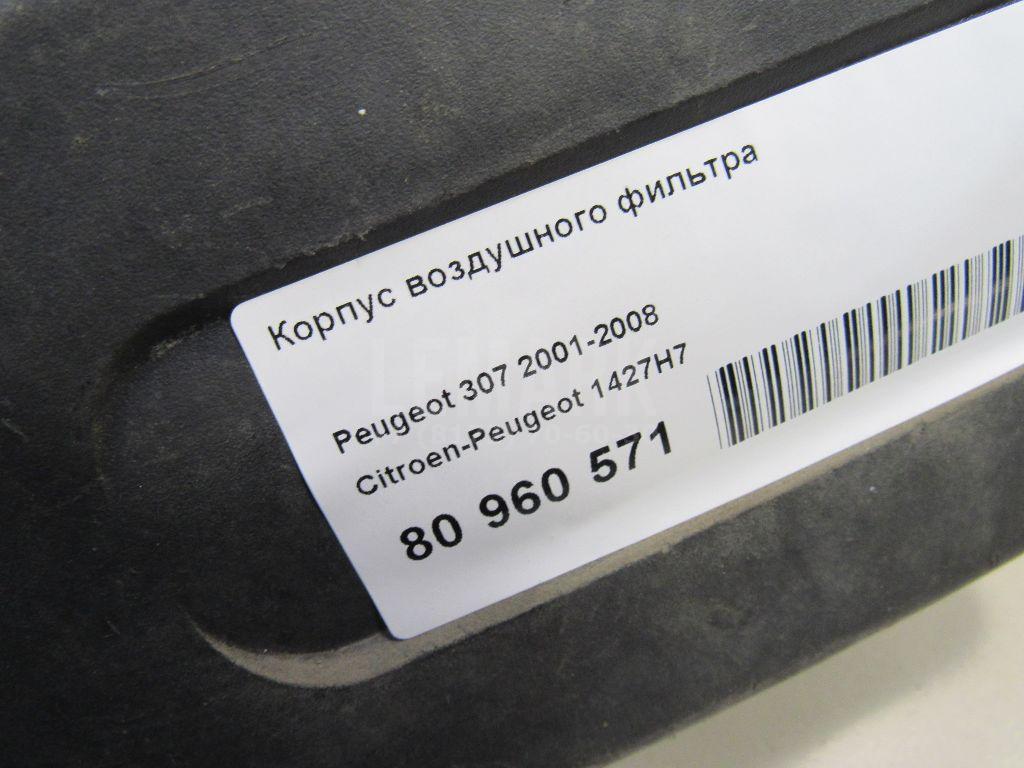 Корпус воздушного фильтра
Peugeot 307 2001-2008
Citroen-Peugeot 1427H7
80 960 571